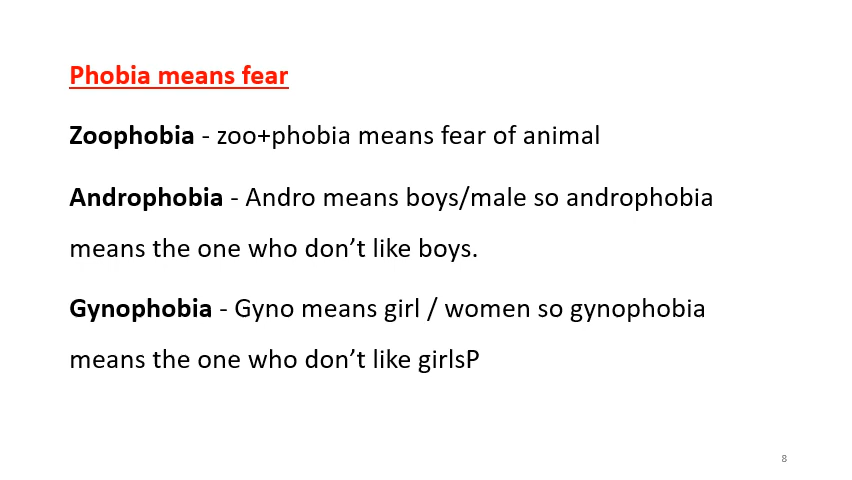 Phobia means fear
Zoophobia - zoo+phobia means fear of animal
Androphobia - Andro means boys/male so androphobia
means the one who don’t like boys.
Gynophobia - Gyno means girl / women so gynophobia
means the one who don’t like girlsP
8